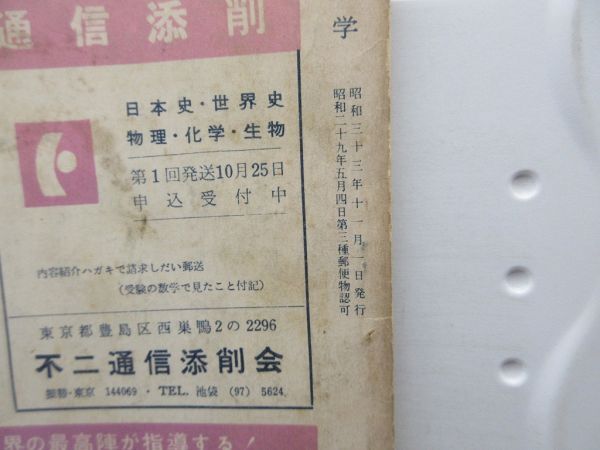 通信添削
学
日本史・世界史
物理・化学・生物
第1回発送10月25日
申込受付中
内容紹介ハガキで請求しだい郵送
(受験の数学で見たこと付記)
東京都豊島区西巣鴨2の2296
不二通信添削会
振替・東京 144069 ・ TEL. 池袋 (97) 5624
界の最高陣が指導する!
昭和三十三年十一月一日発行
昭和二十九年五月四日第三種郵便物認可